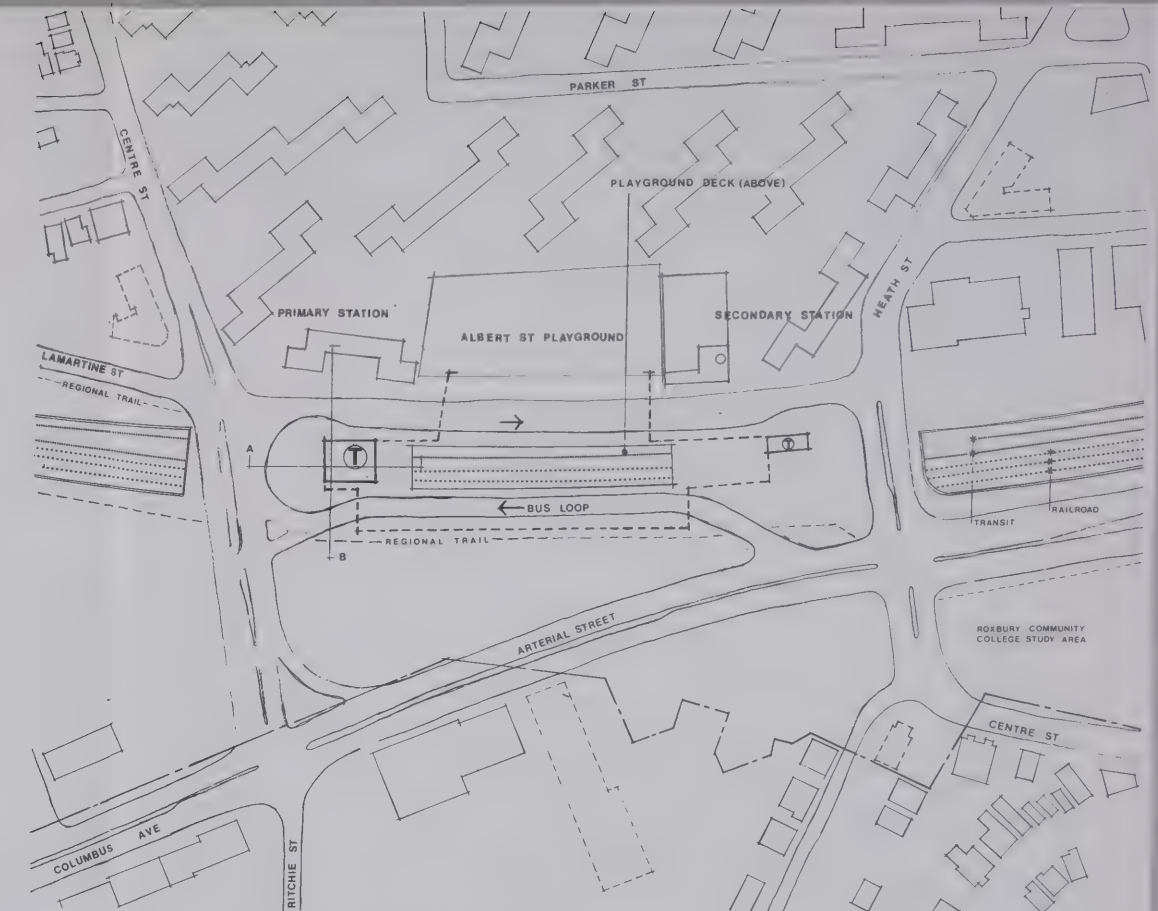 PARKER ST
CENTRE ST
PLAYGROUND DECK (ABOVE)
HEATH ST
PRIMARY STATION
SECONDARY STATION
ALBERT ST PLAYGROUND
LAMARTINE ST
REGIONAL TRAIL
A
T
T
BUS LOOP
TRANSIT
RAILROAD
REGIONAL TRAIL
B
ARTERIAL STREET
ROXBURY COMMUNITY
COLLEGE STUDY AREA
CENTRE ST
COLUMBUS AVE
RITCHIE ST